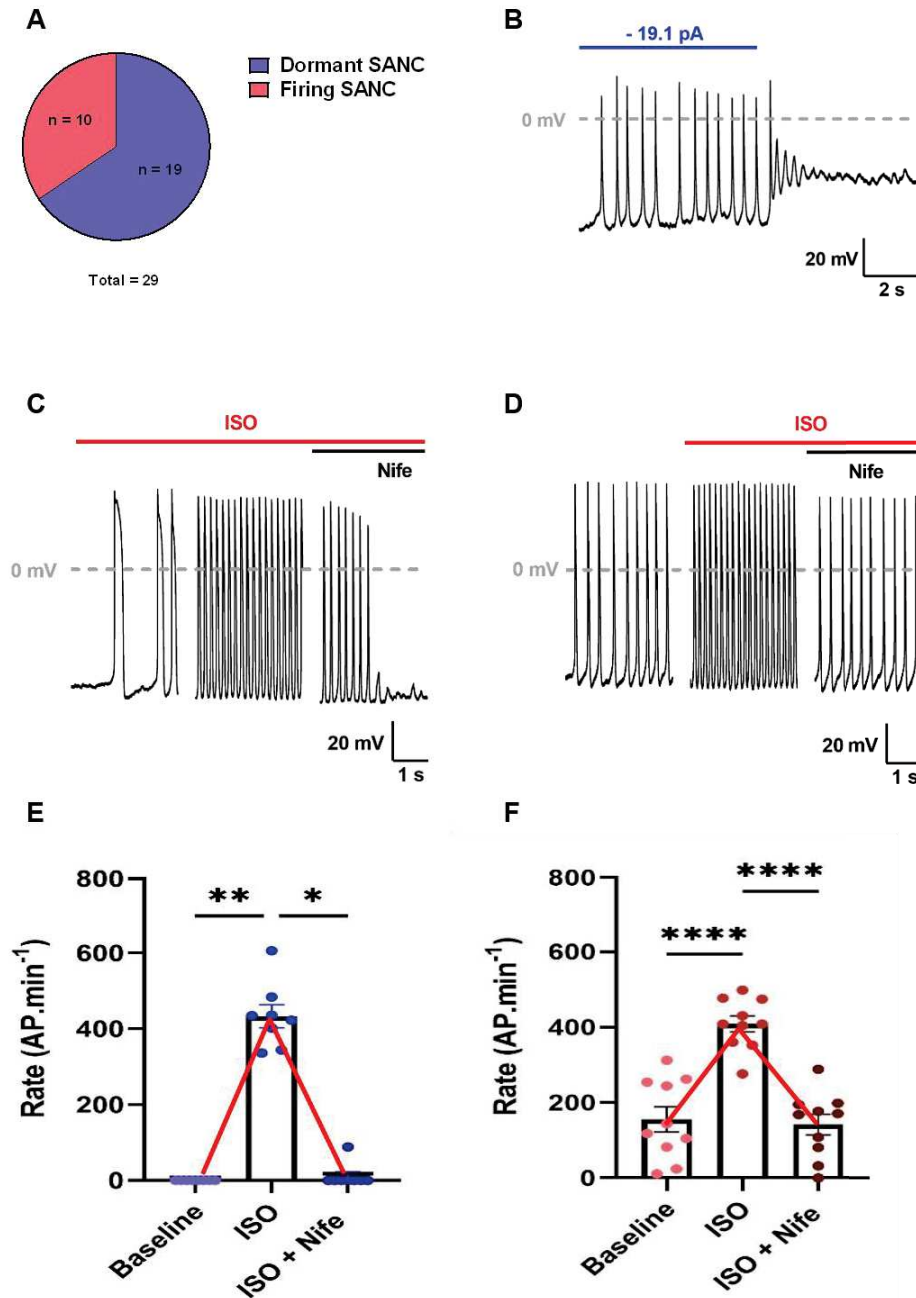 A
Dormant SANC
Firing SANC
n = 10
n = 19
Total = 29
B
- 19.1 pA
0 mV
20 mV
2 s
C
ISO
Nife
0 mV
20 mV
1 s
D
ISO
Nife
0 mV
20 mV
1 s
E
800
600
400
200
0
Rate (AP.min⁻¹)
** *
Baseline
ISO
ISO + Nife
F
800
600
400
200
0
Rate (AP.min⁻¹)
****
****
Baseline
ISO
ISO + Nife